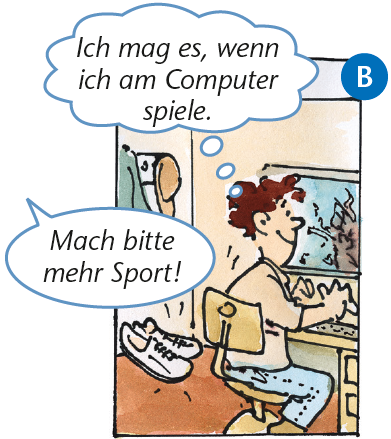 Ich mag es, wenn
ich am Computer
spiele.
B
Mach bitte
mehr Sport!